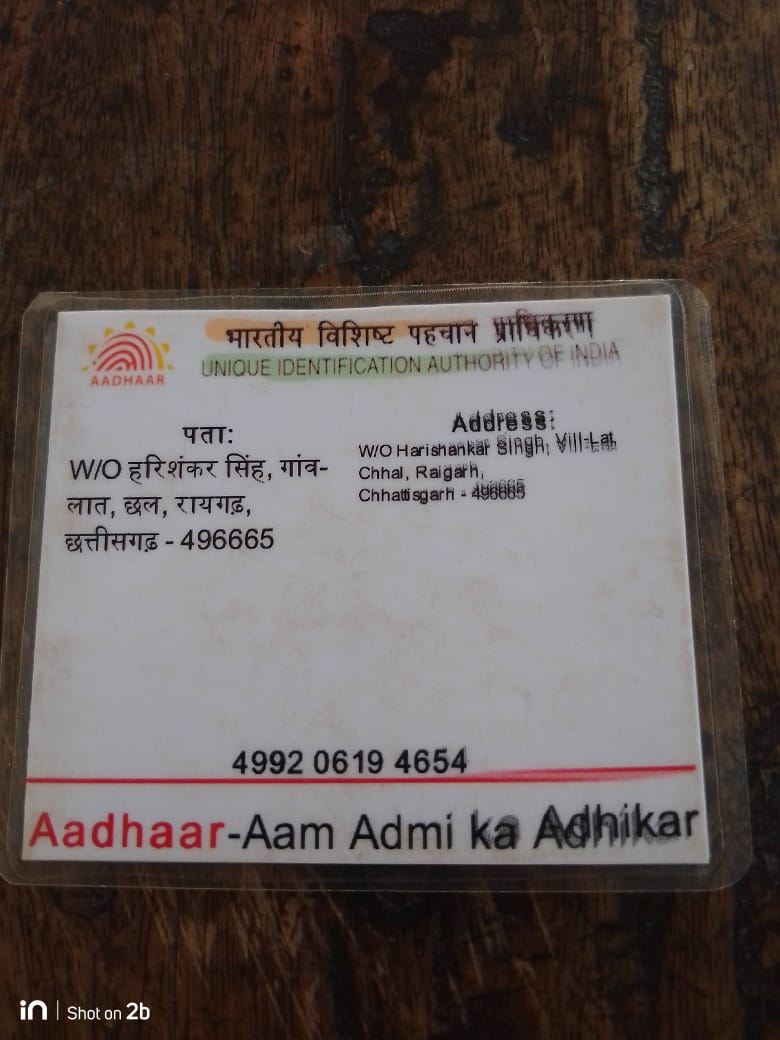 भारतीय विशिष्ट पहचान प्राधिकरण
UNIQUE IDENTIFICATION AUTHORITY OF INDIA
AADHAAR
पता:
W/O हरिशंकर सिंह, गांव-
लात, छल, रायगढ़,
छत्तीसगढ़ - 496665
Address:
W/O Harishankar Singh, Vill-Lat,
Chhal, Raigarh,
Chhattisgarh - 496665
4992 0619 4654
Aadhaar-Aam Admi ka Adhikar
in | Shot on 2b